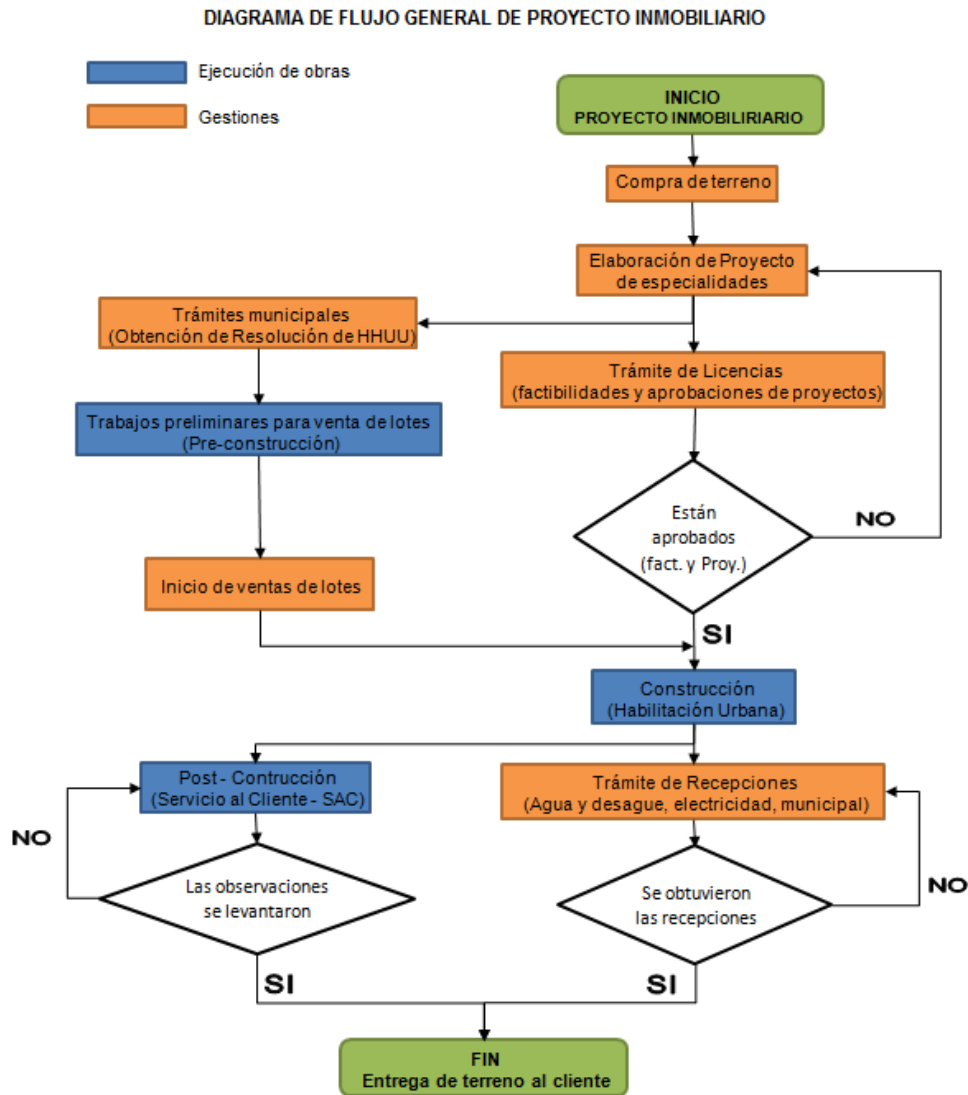 DIAGRAMA DE FLUJO GENERAL DE PROYECTO INMOBILIARIO
Ejecución de obras
Gestiones
INICIO
PROYECTO INMOBILIRIARIO
Compra de terreno
Elaboración de Proyecto
de especialidades
Trámites municipales
(Obtención de Resolución de HHUU)
Trámite de Licencias
(factibilidades y aprobaciones de proyectos)
Trabajos preliminares para venta de lotes
(Pre-construcción)
Están
aprobados
(fact. y Proy.)
NO
Inicio de ventas de lotes
SI
Construcción
(Habilitación Urbana)
Post - Contrucción
(Servicio al Cliente - SAC)
Trámite de Recepciones
(Agua y desague, electricidad, municipal)
NO
Las observaciones
se levantaron
Se obtuvieron
las recepciones
NO
SI
SI
FIN
Entrega de terreno al cliente